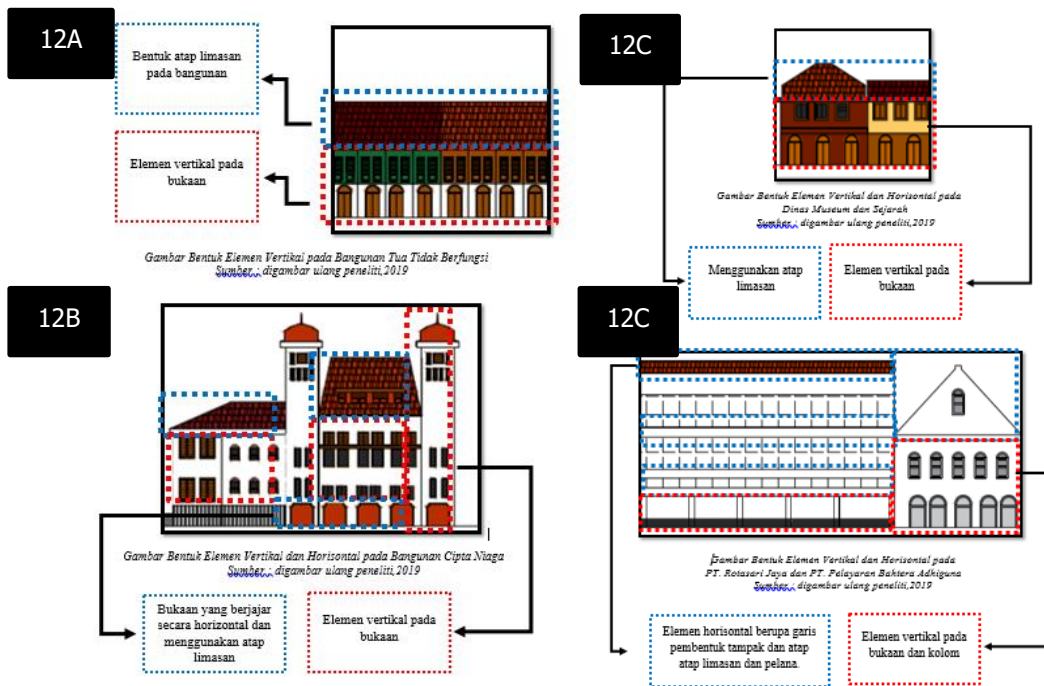 12A
Bentuk atap limasan
pada bangunan
Elemen vertikal pada
bukaan
Gambar Bentuk Elemen Vertikal pada Bangunan Tua Tidak Berfungsi
Sumber : digambar ulang peneliti,2019
12C
Gambar Bentuk Elemen Vertikal dan Horisontal pada
Dinas Museum dan Sejarah
Sumber : digambar ulang peneliti,2019
Menggunakan atap
limasan
Elemen vertikal pada
bukaan
12B
Gambar Bentuk Elemen Vertikal dan Horisontal pada Bangunan Cipta Niaga
Sumber : digambar ulang peneliti,2019
Bukaan yang berjajar
secara horizontal dan
menggunakan atap
limasan
Elemen vertikal pada
bukaan
12C
Gambar Bentuk Elemen Vertikal dan Horisontal pada
PT. Rotasari Jaya dan PT. Pelayaran Bahtera Adhiguna
Sumber : digambar ulang peneliti,2019
Elemen horisontal berupa garis
pembentuk tampak dan atap
atap limasan dan pelana.
Elemen vertikal pada
bukaan dan kolom